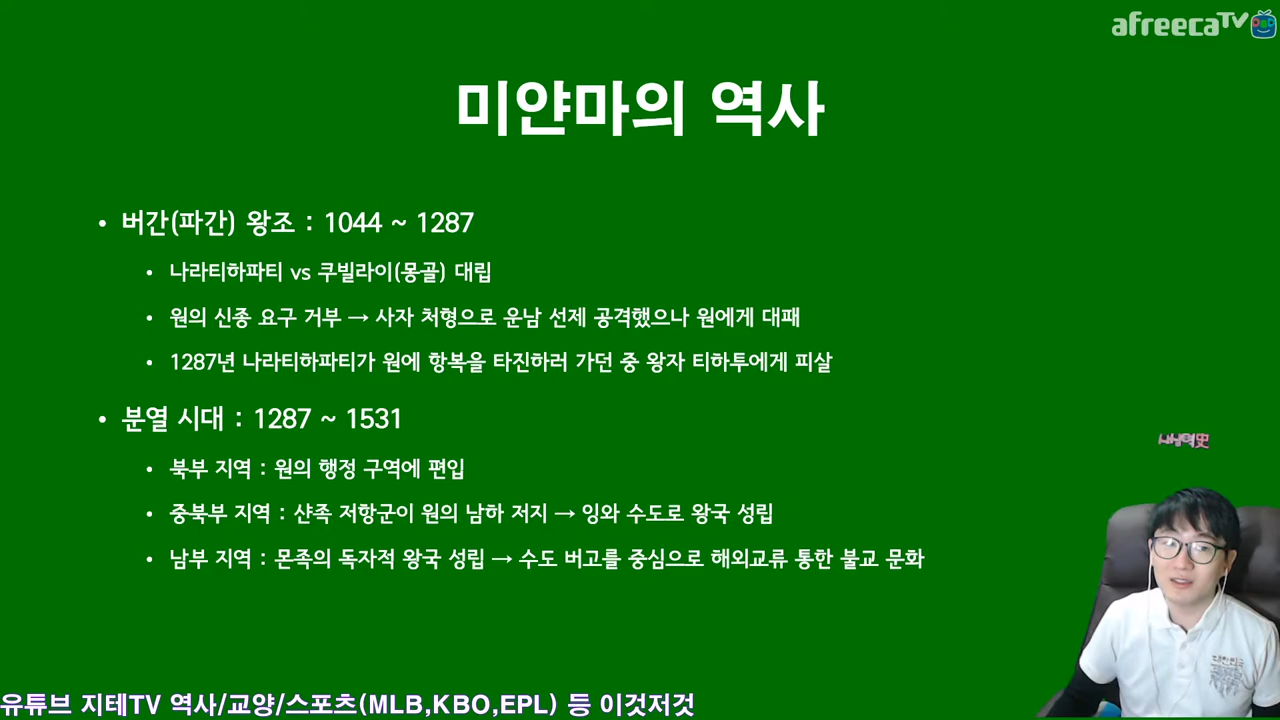 afreecaTV
미얀마의 역사
• 버간(파간) 왕조 : 1044 ~ 1287
• 나라티하파티 vs 쿠빌라이(몽골) 대립
• 원의 신종 요구 거부 → 사자 처형으로 운남 선제 공격했으나 원에게 대패
• 1287년 나라티하파티가 원에 항복을 타진하러 가던 중 왕자 티하투에게 피살
• 분열 시대 : 1287 ~ 1531
• 북부 지역 : 원의 행정 구역에 편입
• 중북부 지역 : 샨족 저항군이 원의 남하 저지 → 잉와 수도로 왕국 성립
• 남부 지역 : 몬족의 독자적 왕국 성립 → 수도 버고를 중심으로 해외교류 통한 불교 문화
유튜브 지테TV 역사/교양/스포츠(MLB,KBO,EPL) 등 이것저것